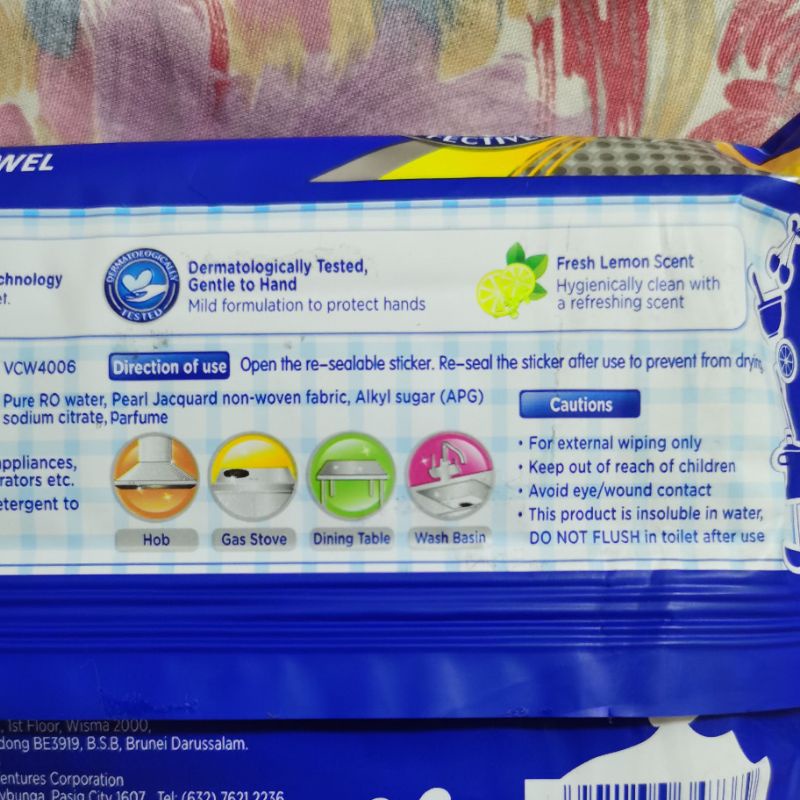 WEL
ECTIVE
DERMATOLOGICALLY
TESTED
chnology
et.
Dermatologically Tested,
Gentle to Hand
Mild formulation to protect hands
Fresh Lemon Scent
Hygienically clean with
a refreshing scent
VCW4006
Direction of use Open the re-sealable sticker. Re-seal the sticker after use to prevent from drying
Pure RO water, Pearl Jacquard non-woven fabric, Alkyl sugar (APG)
sodium citrate, parfume
appliances,
rators etc.
etergent to
Hob
Gas Stove
Dining Table
Wash Basin
Cautions
• For external wiping only
• Keep out of reach of children
• Avoid eye/wound contact
• This product is insoluble in water,
DO NOT FLUSH in toilet after use
, 1st Floor, Wisma 2000,
dong BE3919, B.S.B, Brunei Darussalam.
entures Corporation
ybunga, Pasig City 1607. Tel: (632) 7621 2236